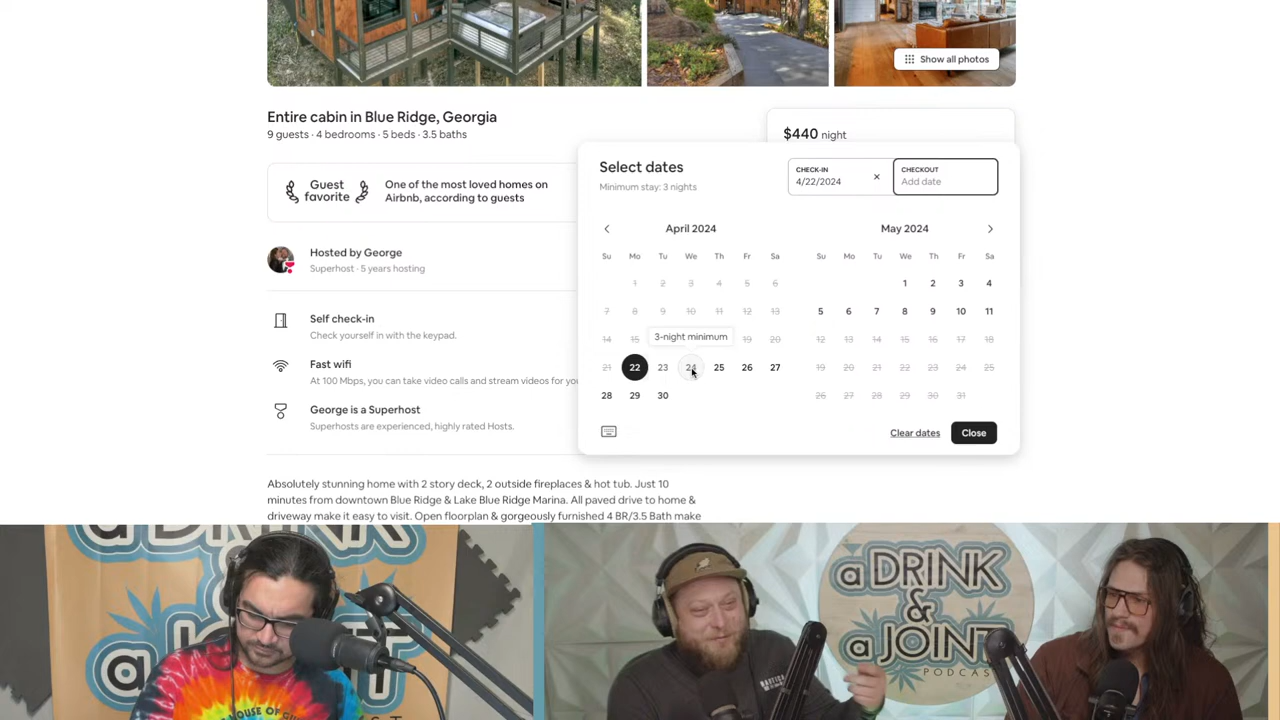 Show all photos
Entire cabin in Blue Ridge, Georgia
9 guests · 4 bedrooms · 5 beds · 3.5 baths
$440 night
Guest favorite
One of the most loved homes on
Airbnb, according to guests
Hosted by George
Superhost · 5 years hosting
Self check-in
Check yourself in with the keypad.
Fast wifi
At 100 Mbps, you can take video calls and stream videos for you
George is a Superhost
Superhosts are experienced, highly rated Hosts.
Select dates
Minimum stay: 3 nights
CHECK-IN
4/22/2024
CHECKOUT
Add date
April 2024
Su Mo Tu We Th Fr Sa
1 2 3 4 5 6
7 8 9 10 11 12 13
14 15 19 20
3-night minimum
21 22 23 24 25 26 27
28 29 30
May 2024
Su Mo Tu We Th Fr Sa
1 2 3 4
5 6 7 8 9 10 11
12 13 14 15 16 17 18
19 20 21 22 23 24 25
26 27 28 29 30 31
Clear dates
Close
Absolutely stunning home with 2 story deck, 2 outside fireplaces & hot tub. Just 10
minutes from downtown Blue Ridge & Lake Blue Ridge Marina. All paved drive to home &
driveway make it easy to visit. Open floorplan & gorgeously furnished 4 BR/3.5 Bath make
a DRINK
&
a JOINT
PODCAS
a DRINK
a
HOUSE OF